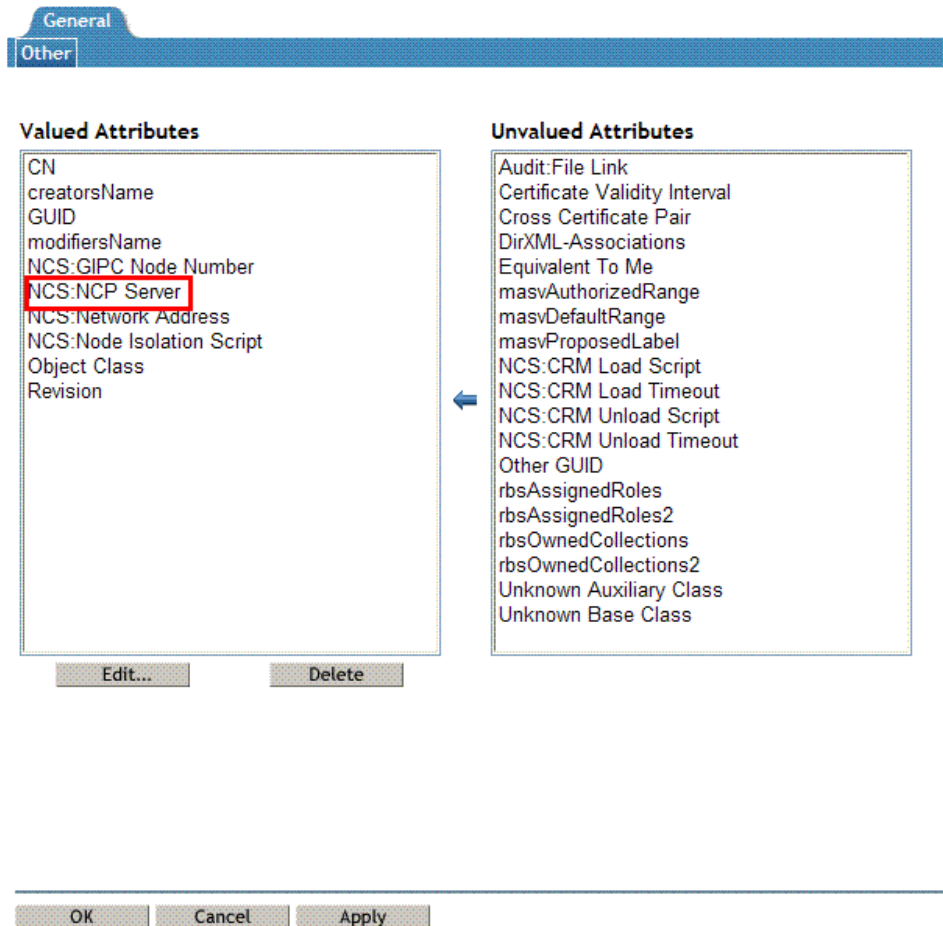 General
Other
Valued Attributes
CN
creatorsName
GUID
modifiersName
NCS:GIPC Node Number
NCS:NCP Server
NCS:Network Address
NCS:Node Isolation Script
Object Class
Revision
Edit...
Delete
Unvalued Attributes
Audit:File Link
Certificate Validity Interval
Cross Certificate Pair
DirXML-Associations
Equivalent To Me
masvAuthorizedRange
masvDefaultRange
masvProposedLabel
NCS:CRM Load Script
NCS:CRM Load Timeout
NCS:CRM Unload Script
NCS:CRM Unload Timeout
Other GUID
rbsAssignedRoles
rbsAssignedRoles2
rbsOwnedCollections
rbsOwnedCollections2
Unknown Auxiliary Class
Unknown Base Class
OK
Cancel
Apply